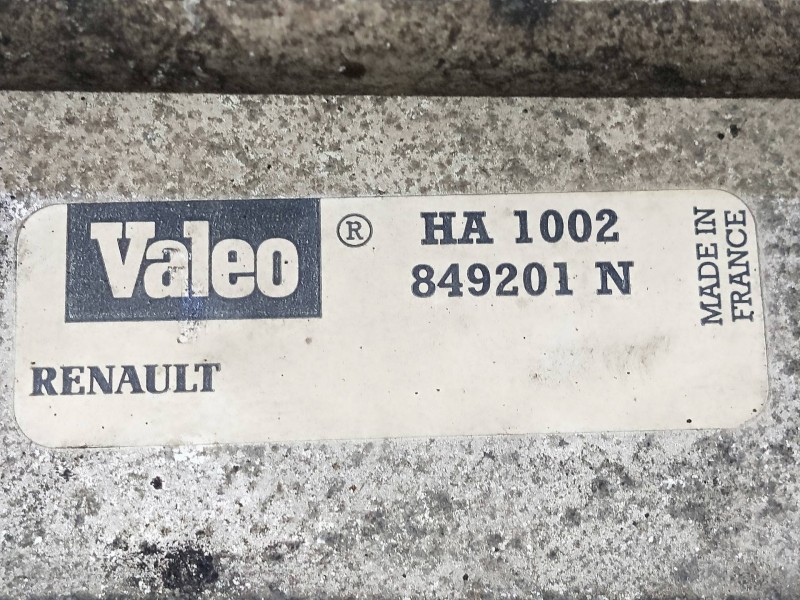 Valeo ® HA 1002
849201 N
RENAULT
MADE IN
FRANCE